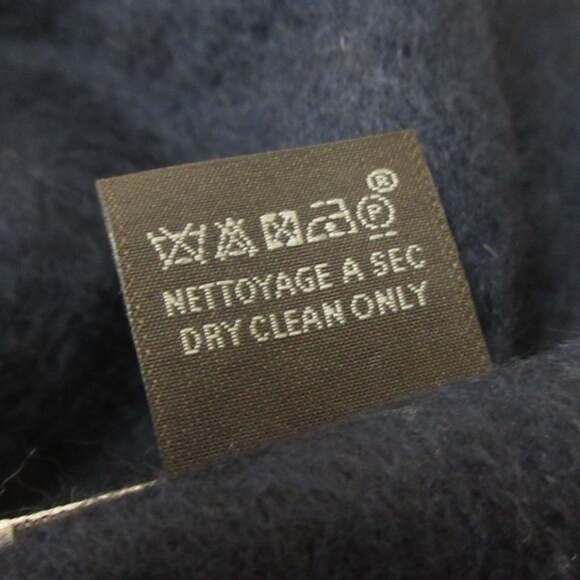 ®
P
NETTOYAGE A SEC
DRY CLEAN ONLY